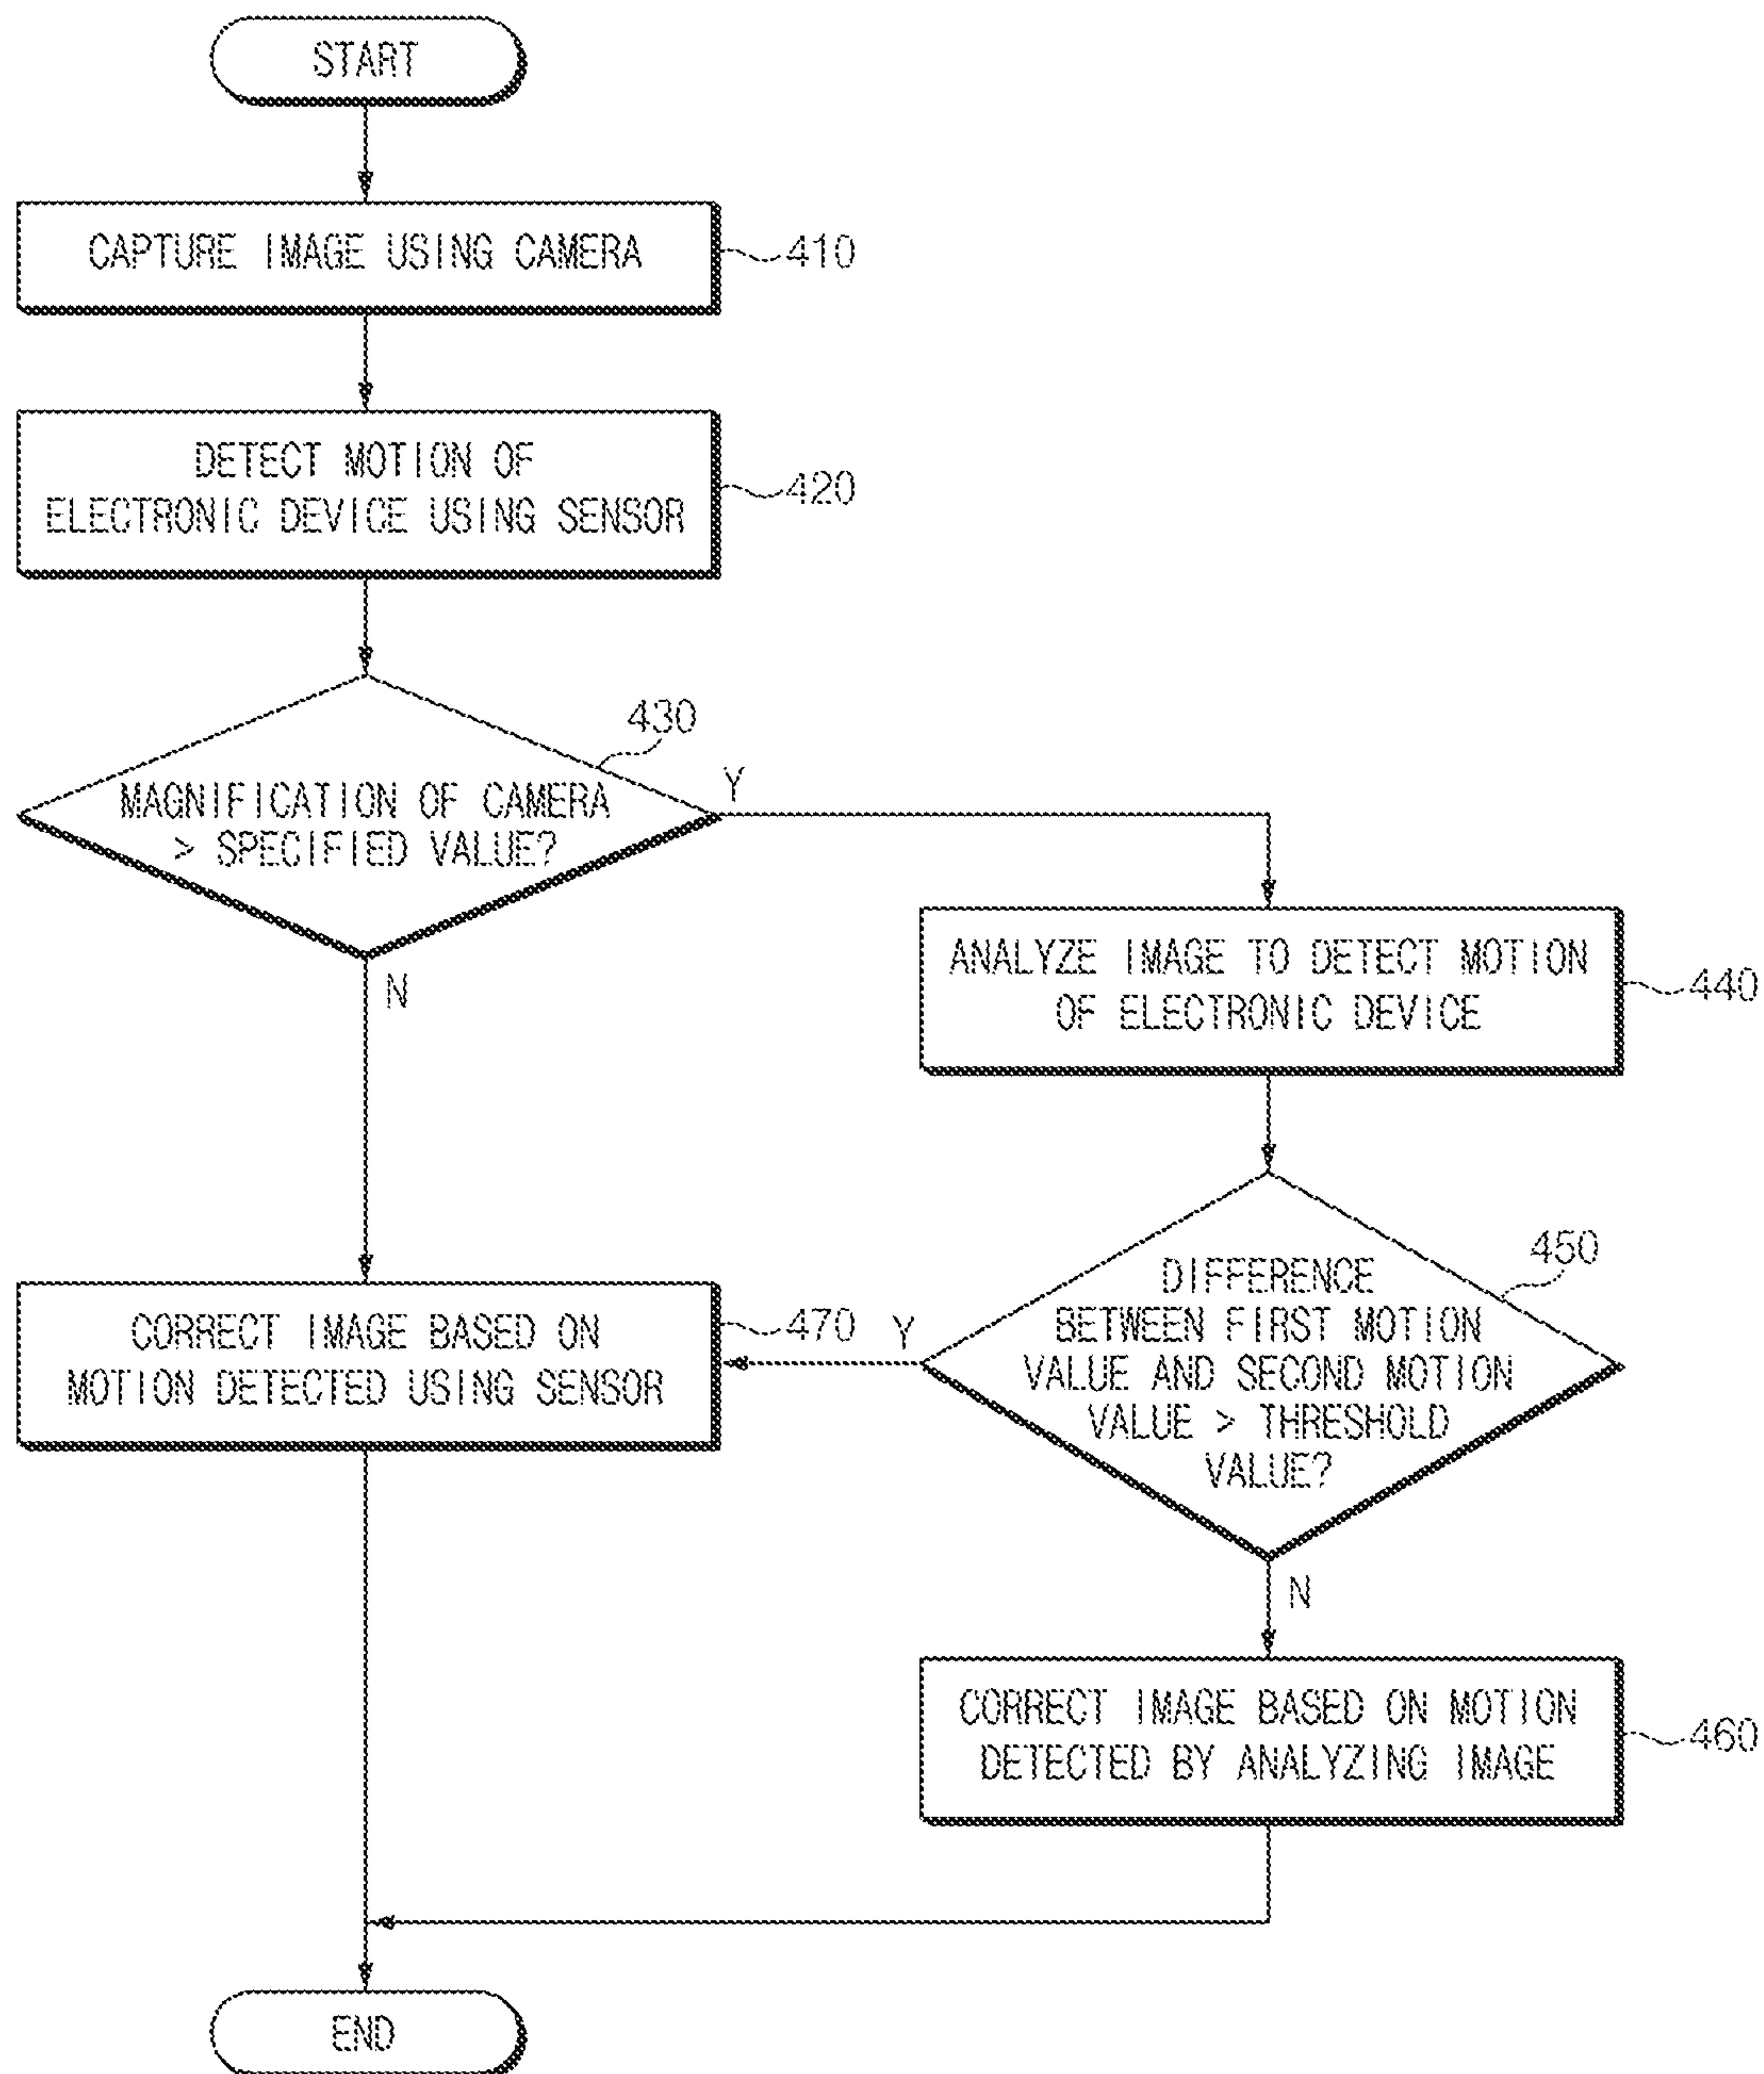 START
CAPTURE IMAGE USING CAMERA
410
DETECT MOTION OF
ELECTRONIC DEVICE USING SENSOR
420
430
MAGNIFICATION OF CAMERA
> SPECIFIED VALUE?
Y
N
ANALYZE IMAGE TO DETECT MOTION
OF ELECTRONIC DEVICE
440
450
DIFFERENCE
BETWEEN FIRST MOTION
VALUE AND SECOND MOTION
VALUE > THRESHOLD
VALUE?
Y
N
CORRECT IMAGE BASED ON
MOTION DETECTED USING SENSOR
470
CORRECT IMAGE BASED ON MOTION
DETECTED BY ANALYZING IMAGE
460
END